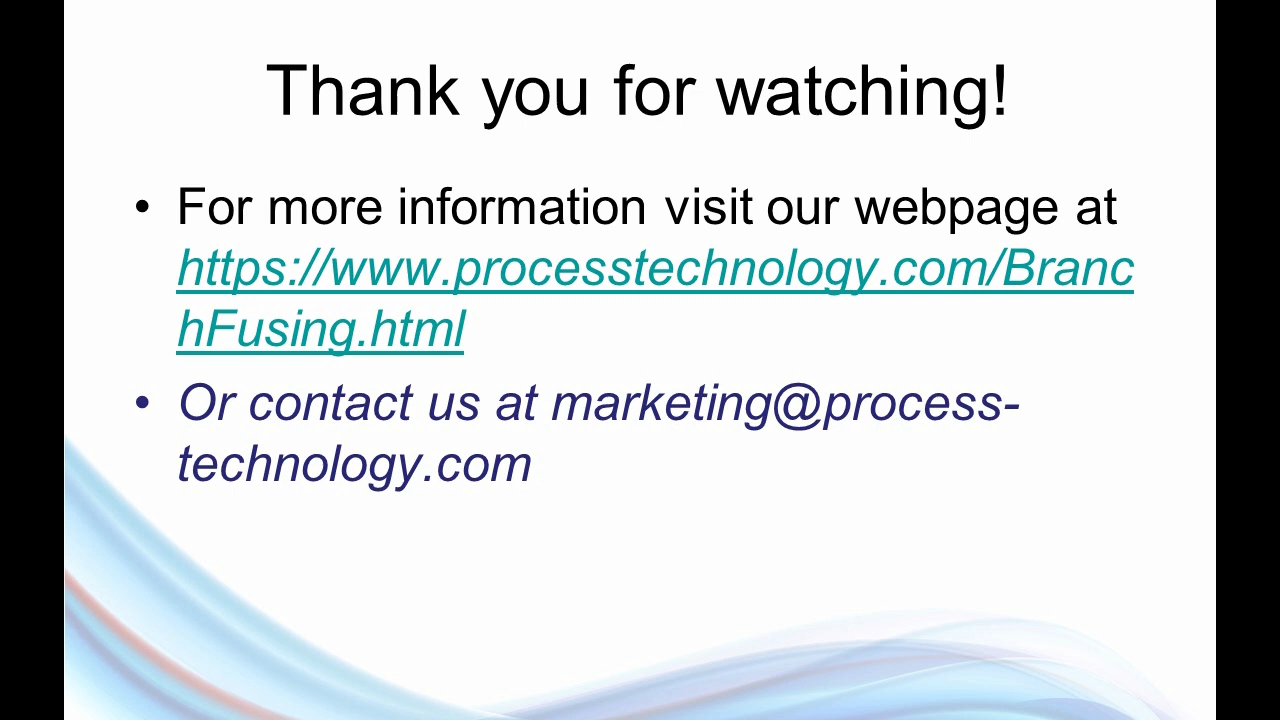 Thank you for watching!
• For more information visit our webpage at
https://www.processtechnology.com/Branc
hFusing.html
• Or contact us at marketing@process-
technology.com